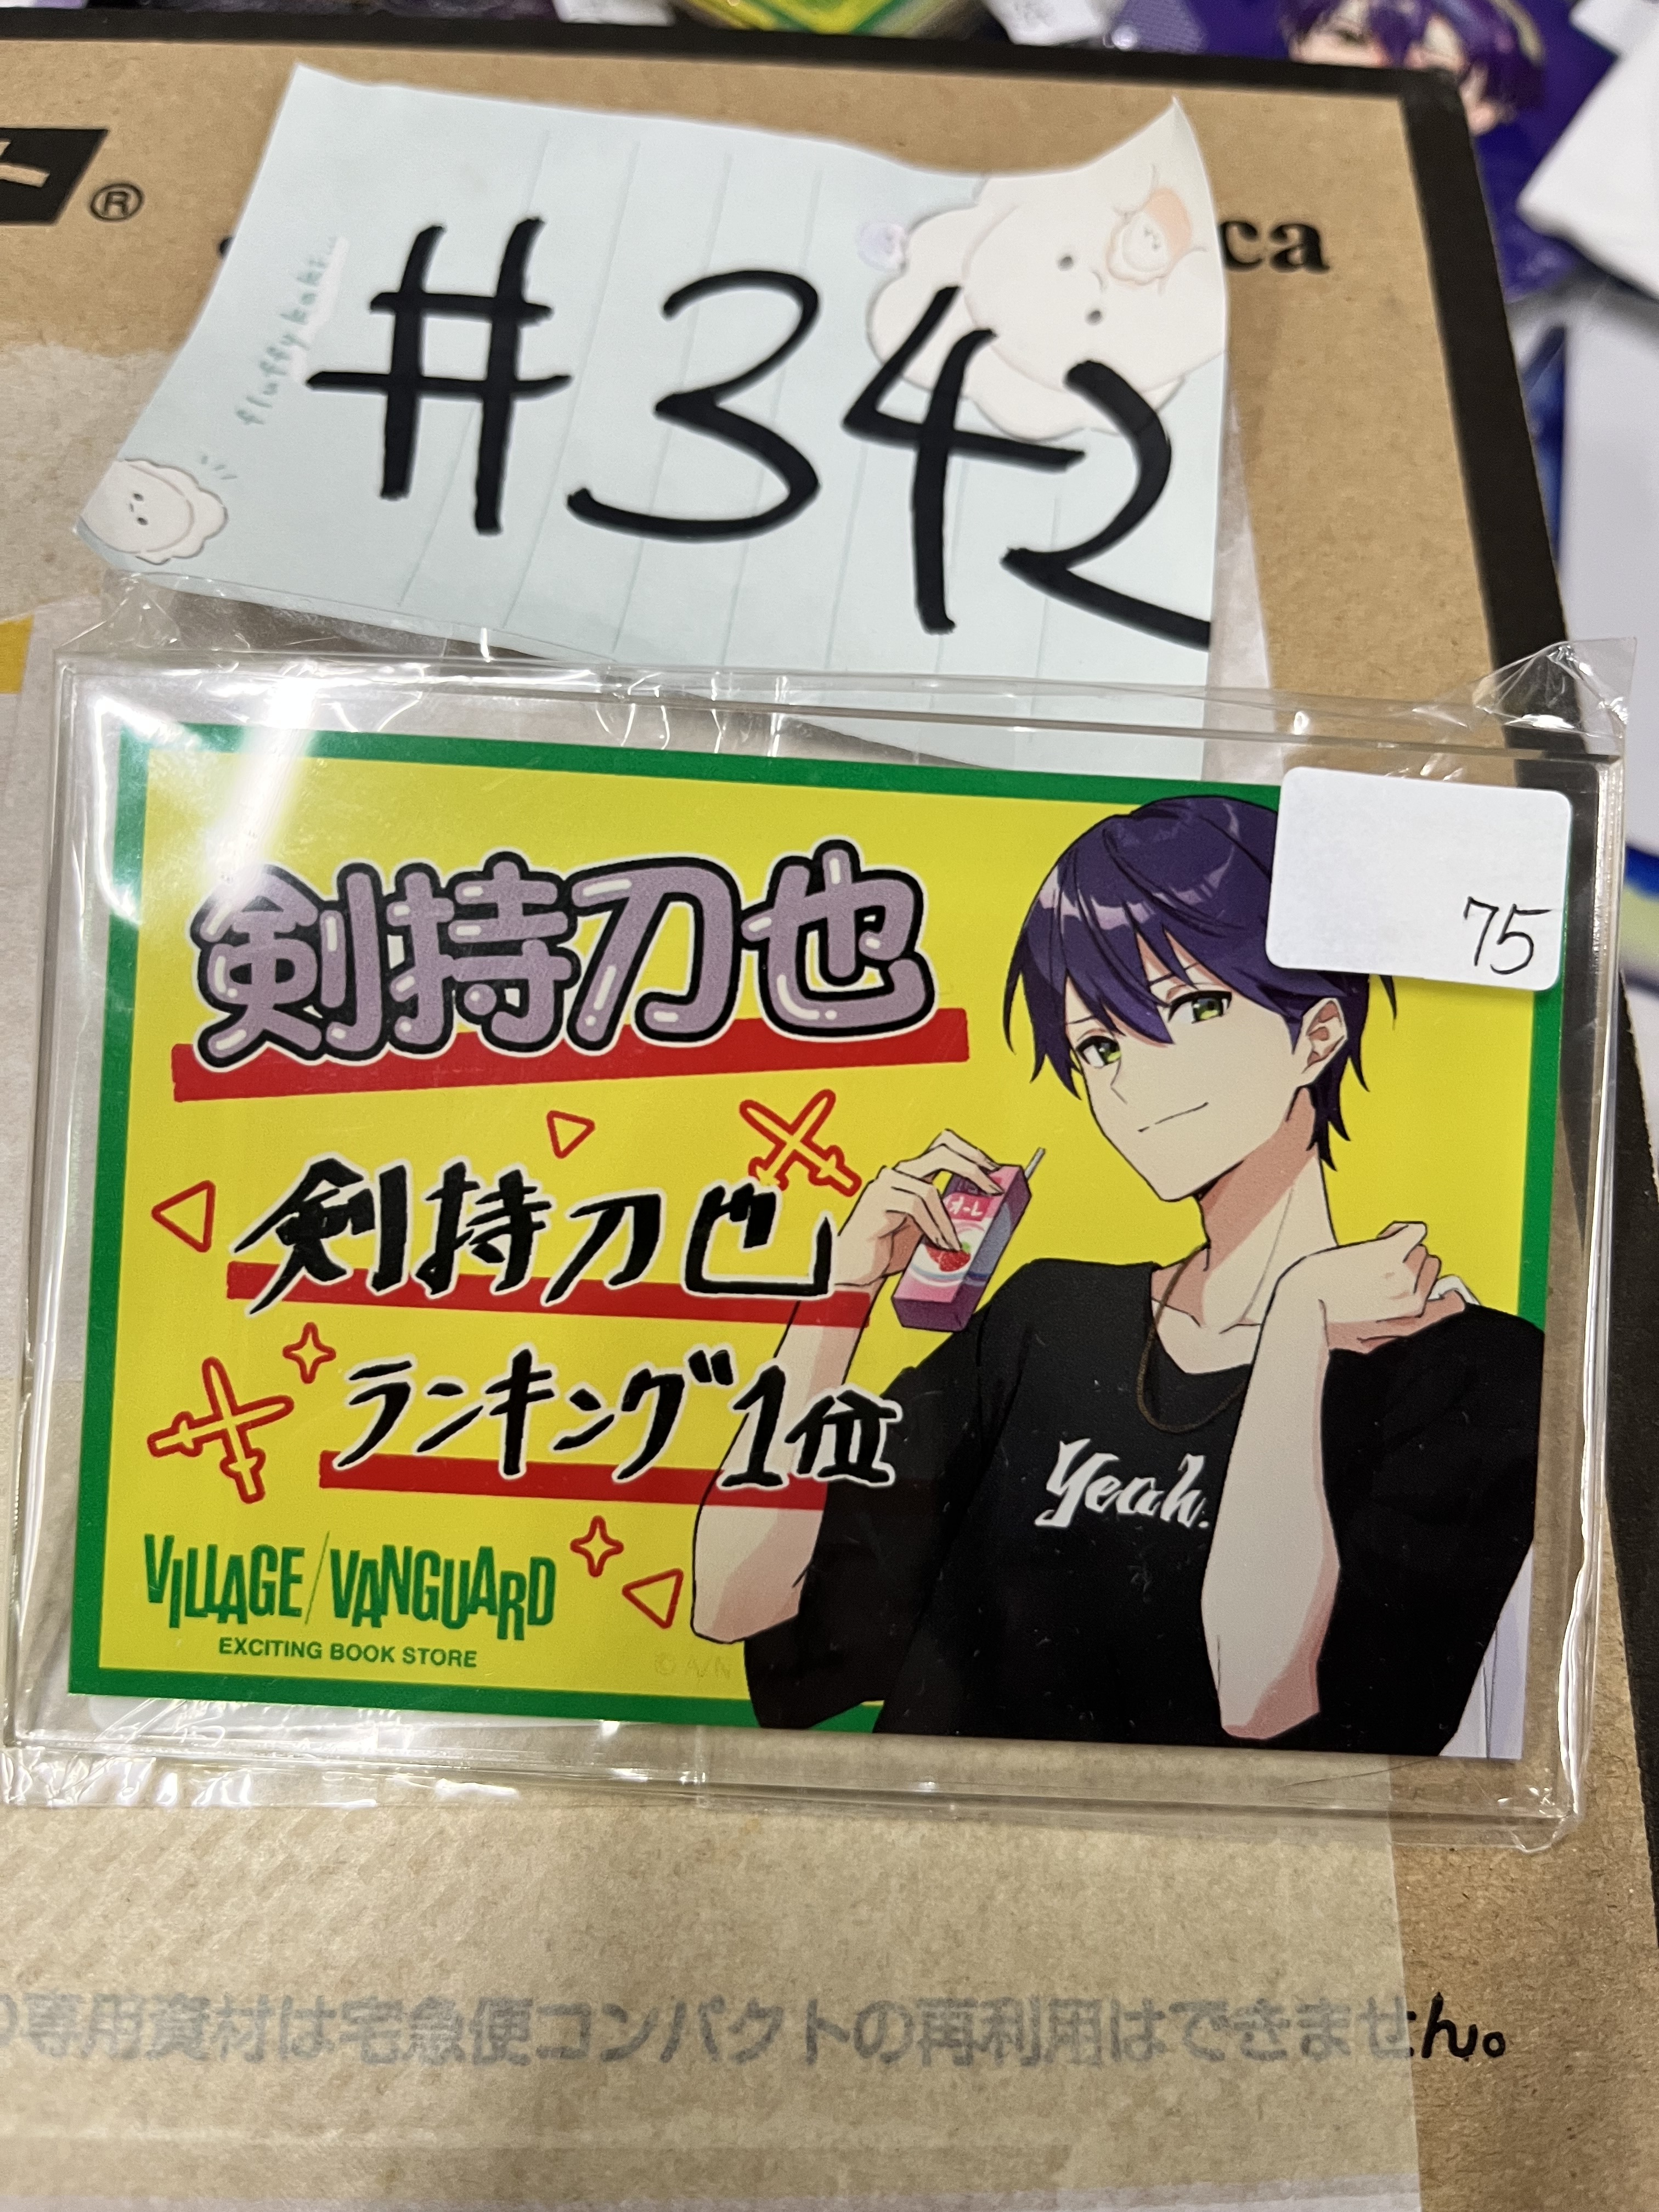 ®
ca
fluffy kaki...
#342
75
剣持刀也
剣持刀也
ランキング1位
オ・レ
Yeah.
VILLAGE/VANGUARD
EXCITING BOOK STORE
専用資材は宅急便コンパクトの再利用はできません。